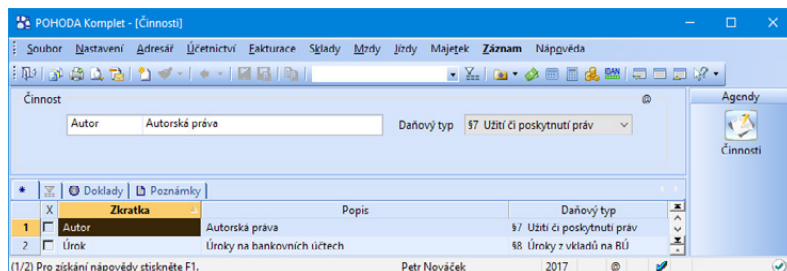 POHODA Komplet - [Činnosti]
Soubor Nastavení Adresář Účetnictví Fakturace Sklady Mzdy Jízdy Majetek Záznam Nápověda
IBAN
Činnost @ Agendy
Autor Autorská práva Daňový typ §7 Užití či poskytnutí práv
Činnosti
* Doklady Poznámky
X Zkratka Popis Daňový typ
1 Autor Autorská práva §7 Užití či poskytnutí práv
2 Úrok Úroky na bankovních účtech §8 Úroky z vkladů na BÚ
(1/2) Pro získání nápovědy stiskněte F1. Petr Nováček 2017 @